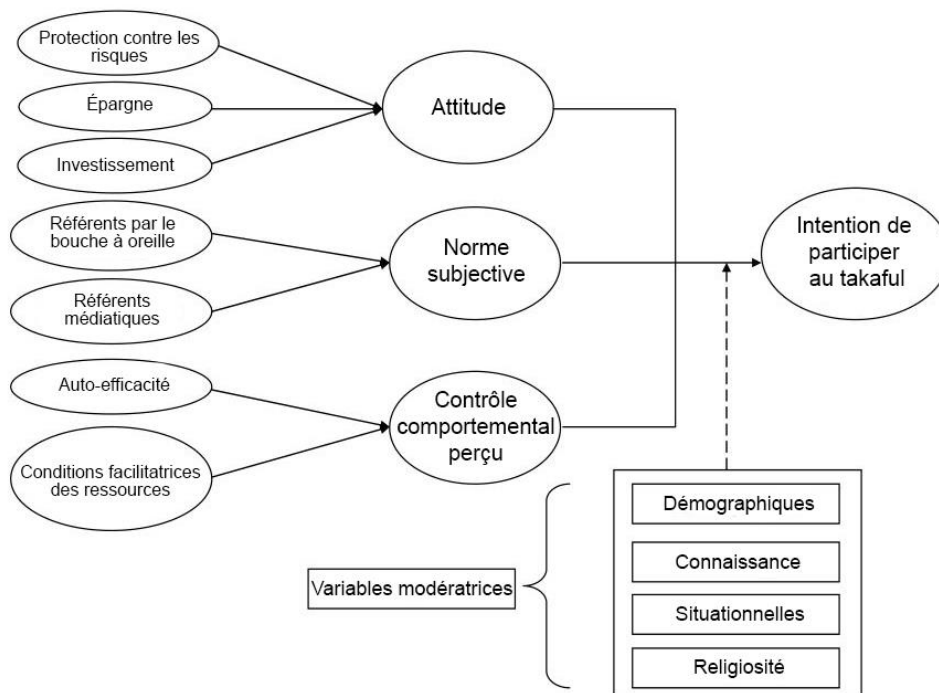 Protection contre les
risques
Épargne
Investissement
Référents par le
bouche à oreille
Référents
médiatiques
Auto-efficacité
Conditions facilitatrices
des ressources
Attitude
Norme
subjective
Contrôle
comportemental
perçu
Intention de
participer
au takaful
Variables modératrices
Démographiques
Connaissance
Situationnelles
Religiosité